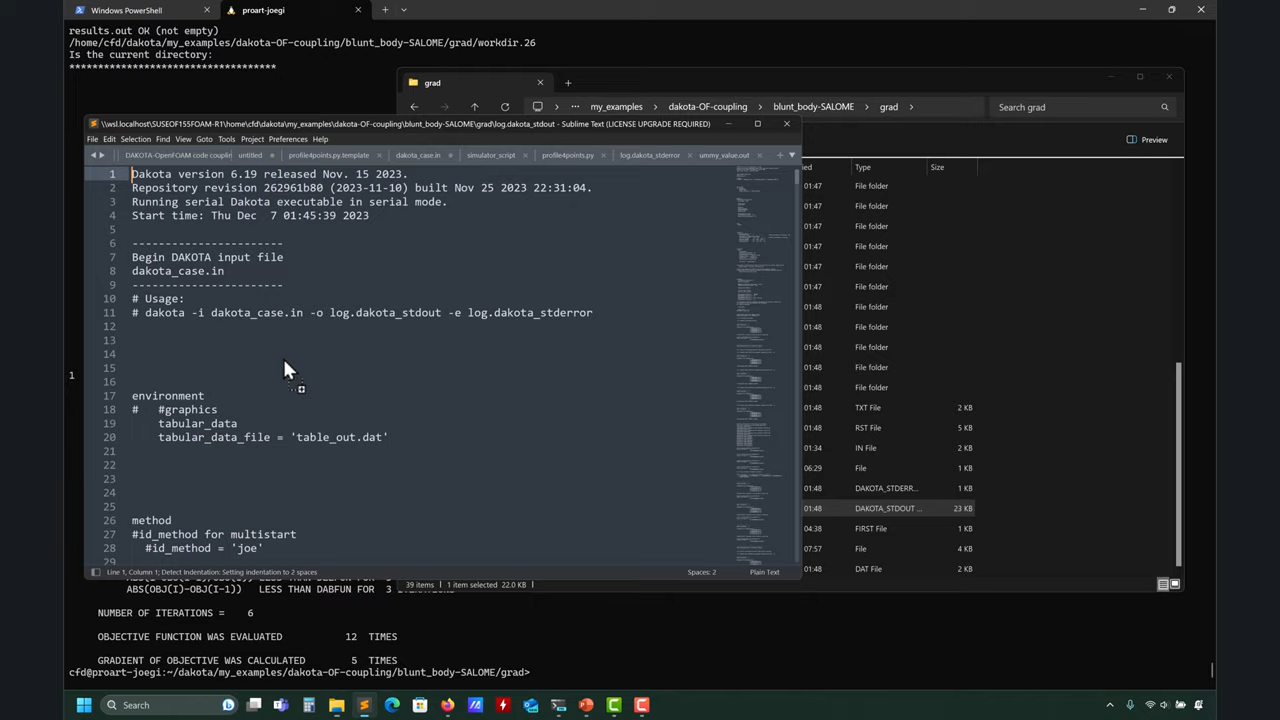 Windows PowerShell
proart-joegi
results.out OK (not empty)
/home/cfd/dakota/my_examples/dakota-OF-coupling/blunt_body-SALOME/grad/workdir.26
Is the current directory:
***********************************
grad
my_examples
dakota-OF-coupling
blunt_body-SALOME
grad
Search grad
\\wsl.localhost\SUSEOF155FOAM-R1\home\cfd\dakota\my_examples\dakota-OF-coupling\blunt_body-SALOME\grad\log.dakota_stdout - Sublime Text (LICENSE UPGRADE REQUIRED)
File Edit Selection Find View Goto Tools Project Preferences Help
Preview
DAKOTA-OpenFOAM code couplin
untitled
profile4points.py.template
dakota_case.in
simulator_script
profile4points.py
log.dakota_stderror
ummy_value.out
ied
Type
1 Dakota version 6.19 released Nov. 15 2023.
2 Repository revision 262961b80 (2023-11-10) built Nov 25 2023 22:31:04.
3 Running serial Dakota executable in serial mode.
4 Start time: Thu Dec  7 01:45:39 2023
5
6 ----------------------
7 Begin DAKOTA input file
8 dakota_case.in
9 ----------------------
10 # Usage:
11 # dakota -i dakota_case.in -o log.dakota_stdout -e log.dakota_stderror
12
13
14
15
16
17 environment
18 #   #graphics
19     tabular_data
20     tabular_data_file = 'table_out.dat'
21
22
23
24
25
26 method
27 #id_method for multistart
28   #id_method = 'joe'
29
01:47 File folder
01:47 File folder
01:47 File folder
01:47 File folder
01:47 File folder
01:47 File folder
01:48 File folder
01:48 File folder
01:48 File folder
01:48 File folder
01:48 File folder
01:48 TXT File 2 KB
01:48 RST File 1 KB
01:34 IN File 2 KB
06:29 File 1 KB
01:48 DAKOTA_STDERR... 1 KB
01:48 DAKOTA_STDOUT ... 23 KB
04:38 FIRST File 1 KB
07:57 File 4 KB
01:48 DAT File 2 KB
1
Line 1, Column 1; Detect Indentation: Setting indentation to 2 spaces
Spaces: 2
Plain Text
39 items
1 item selected 22.0 KB
ABS(OBJ(I)-OBJ(I-1)) LESS THAN DABFUN FOR 3 ITERATIONS
NUMBER OF ITERATIONS = 6
OBJECTIVE FUNCTION WAS EVALUATED 12 TIMES
GRADIENT OF OBJECTIVE WAS CALCULATED 5 TIMES
cfd@proart-joegi:~/dakota/my_examples/dakota-OF-coupling/blunt_body-SALOME/grad>
Search